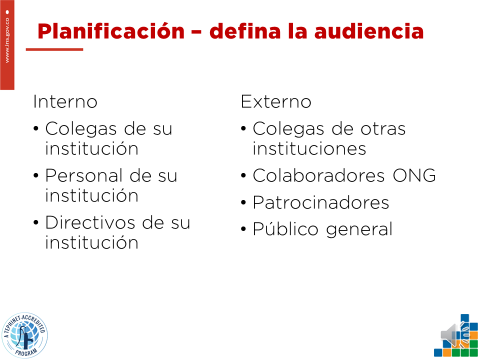 www.ins.gov.co
Planificación – defina la audiencia
Interno
• Colegas de su
institución
• Personal de su
institución
• Directivos de su
institución
Externo
• Colegas de otras
instituciones
• Colaboradores ONG
• Patrocinadores
• Público general
A TEPHINET ACCREDITED
PROGRAM